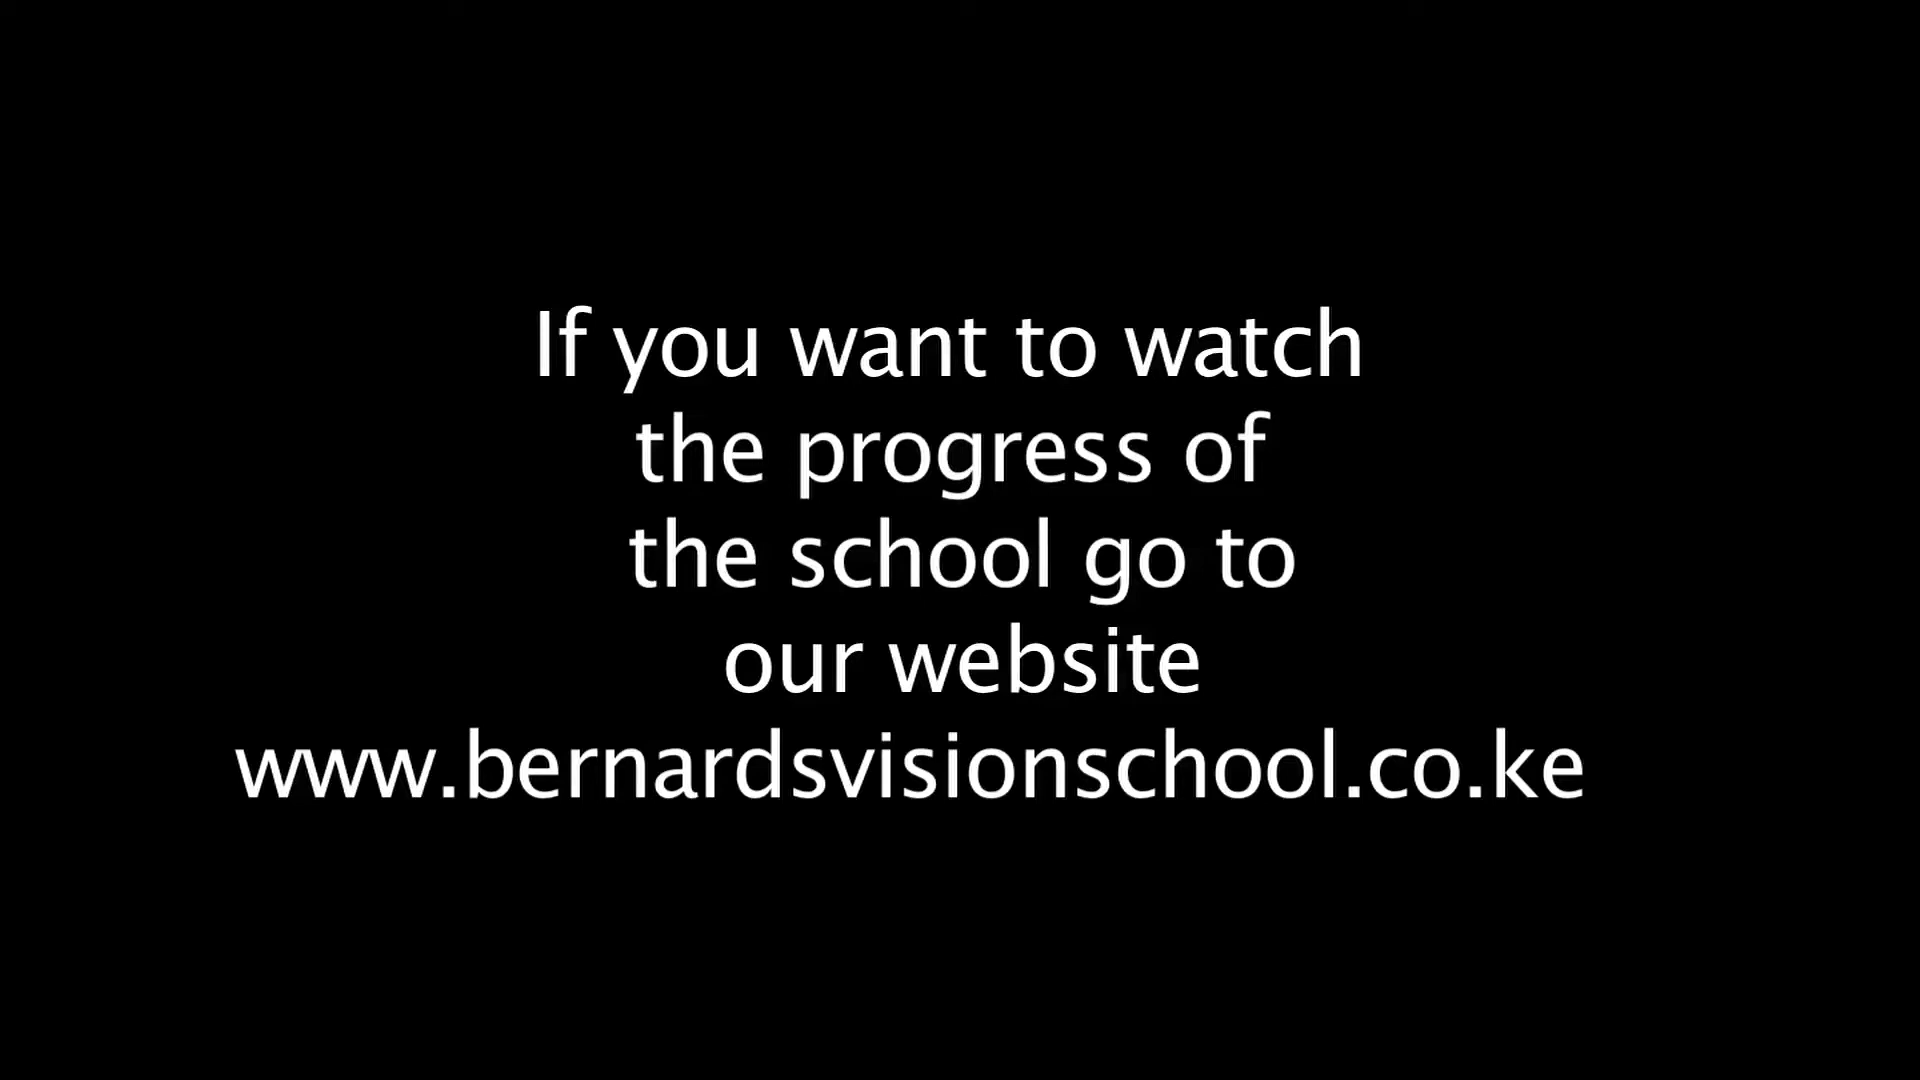 If you want to watch
the progress of
the school go to
our website
www.bernardsvisionschool.co.ke